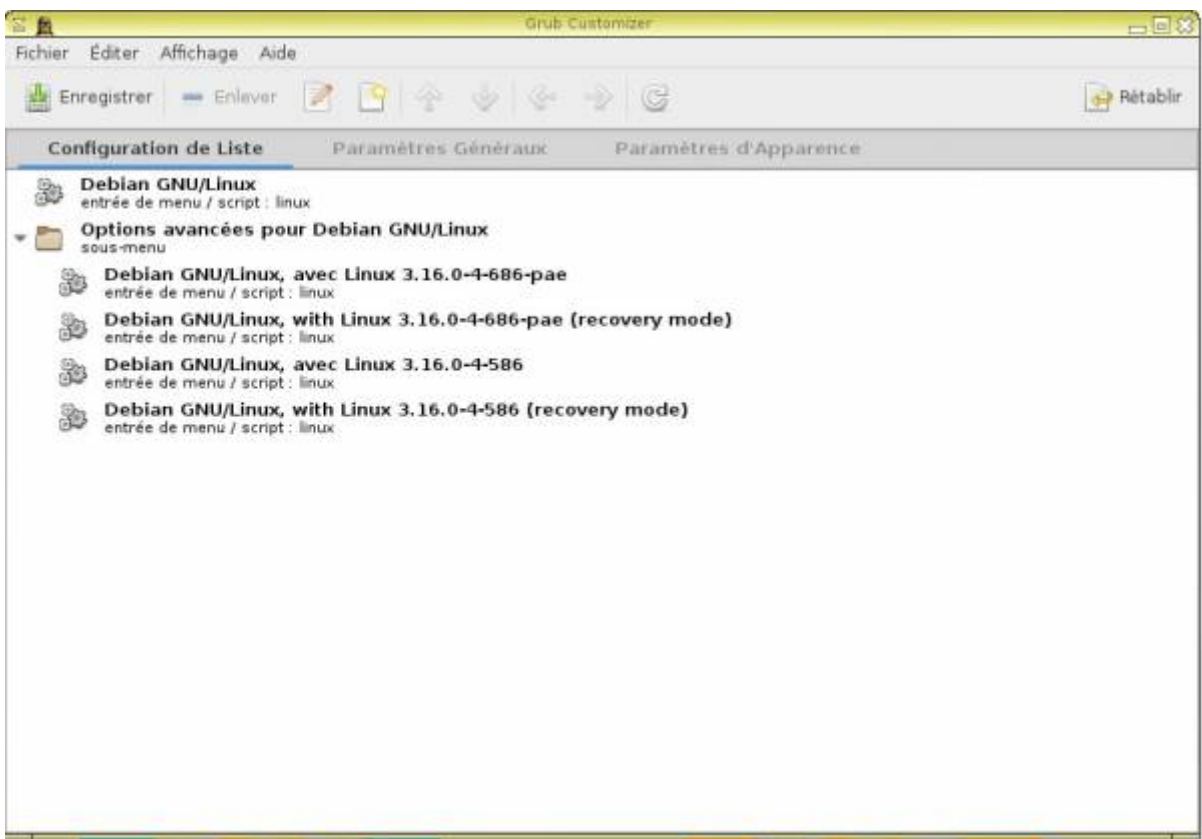 Grub Customizer
Fichier Éditer Affichage Aide
Enregistrer Enlever Rétablir
Configuration de Liste Paramètres Généraux Paramètres d'Apparence
Debian GNU/Linux
entrée de menu / script : linux
Options avancées pour Debian GNU/Linux
sous-menu
Debian GNU/Linux, avec Linux 3.16.0-4-686-pae
entrée de menu / script : linux
Debian GNU/Linux, with Linux 3.16.0-4-686-pae (recovery mode)
entrée de menu / script : linux
Debian GNU/Linux, avec Linux 3.16.0-4-586
entrée de menu / script : linux
Debian GNU/Linux, with Linux 3.16.0-4-586 (recovery mode)
entrée de menu / script : linux